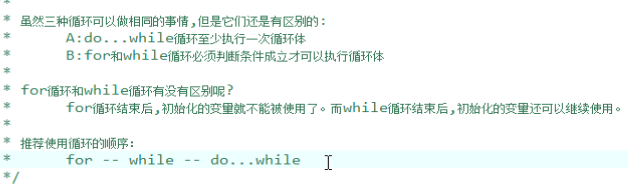 *
* 虽然三种循环可以做相同的事情,但是它们还是有区别的:
* A:do...while循环至少执行一次循环体
* B:for和while循环必须判断条件成立才可以执行循环体
*
* for循环和while循环有没有区别呢?
* for循环结束后,初始化的变量就不能被使用了。而while循环结束后,初始化的变量还可以继续使用。
*
* 推荐使用循环的顺序:
* for -- while -- do...while
*/